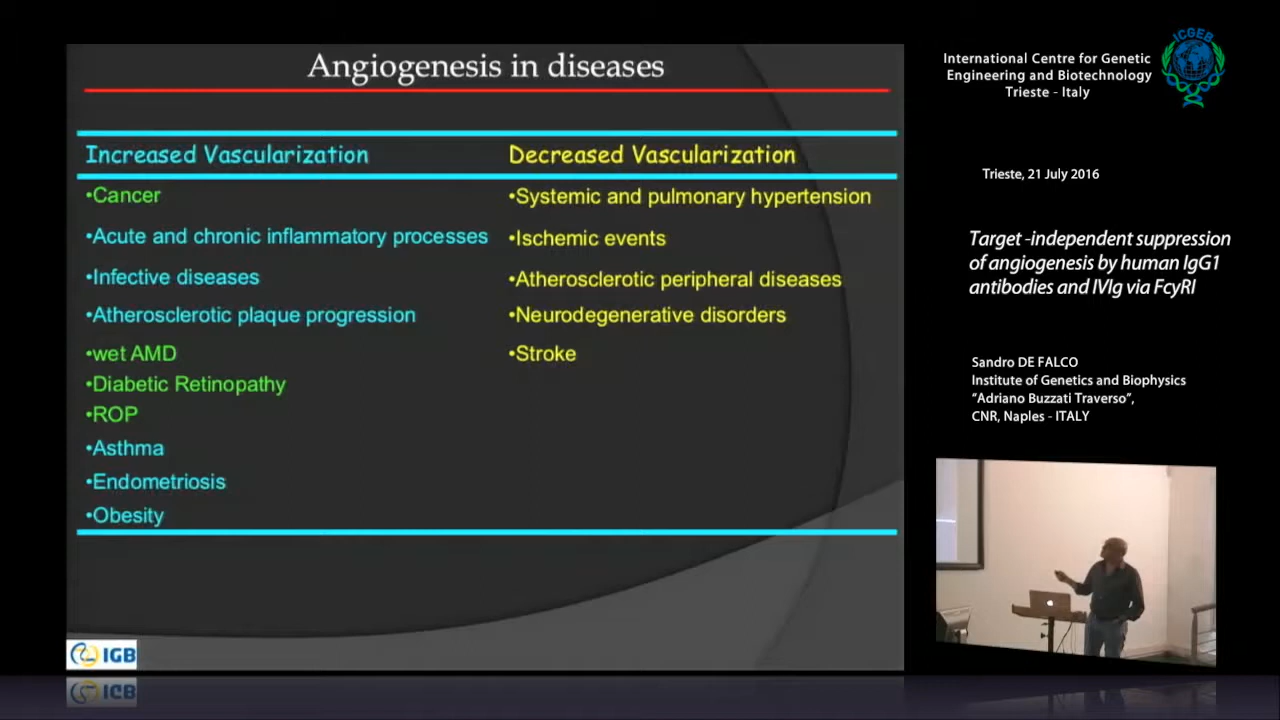 Angiogenesis in diseases
Increased Vascularization
Decreased Vascularization
•Cancer
•Systemic and pulmonary hypertension
•Acute and chronic inflammatory processes
•Ischemic events
•Infective diseases
•Atherosclerotic peripheral diseases
•Atherosclerotic plaque progression
•Neurodegenerative disorders
•wet AMD
•Stroke
•Diabetic Retinopathy
•ROP
•Asthma
•Endometriosis
•Obesity
IGB
ICGEB
International Centre for Genetic
Engineering and Biotechnology
Trieste - Italy
Trieste, 21 July 2016
Target -independent suppression
of angiogenesis by human IgG1
antibodies and IVIg via FcyRI
Sandro DE FALCO
Institute of Genetics and Biophysics
“Adriano Buzzati Traverso”,
CNR, Naples - ITALY